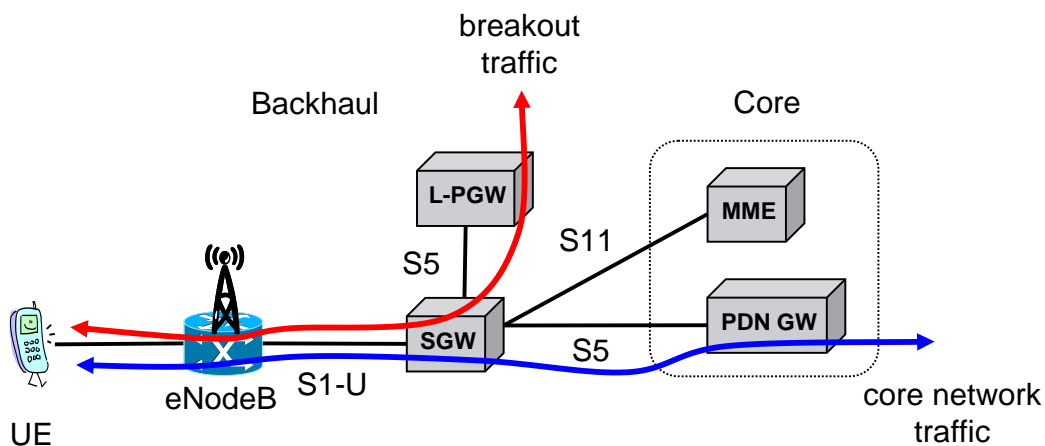 breakout
traffic
Backhaul
Core
L-PGW
MME
S11
S5
SGW
PDN GW
S5
S1-U
eNodeB
UE
core network
traffic